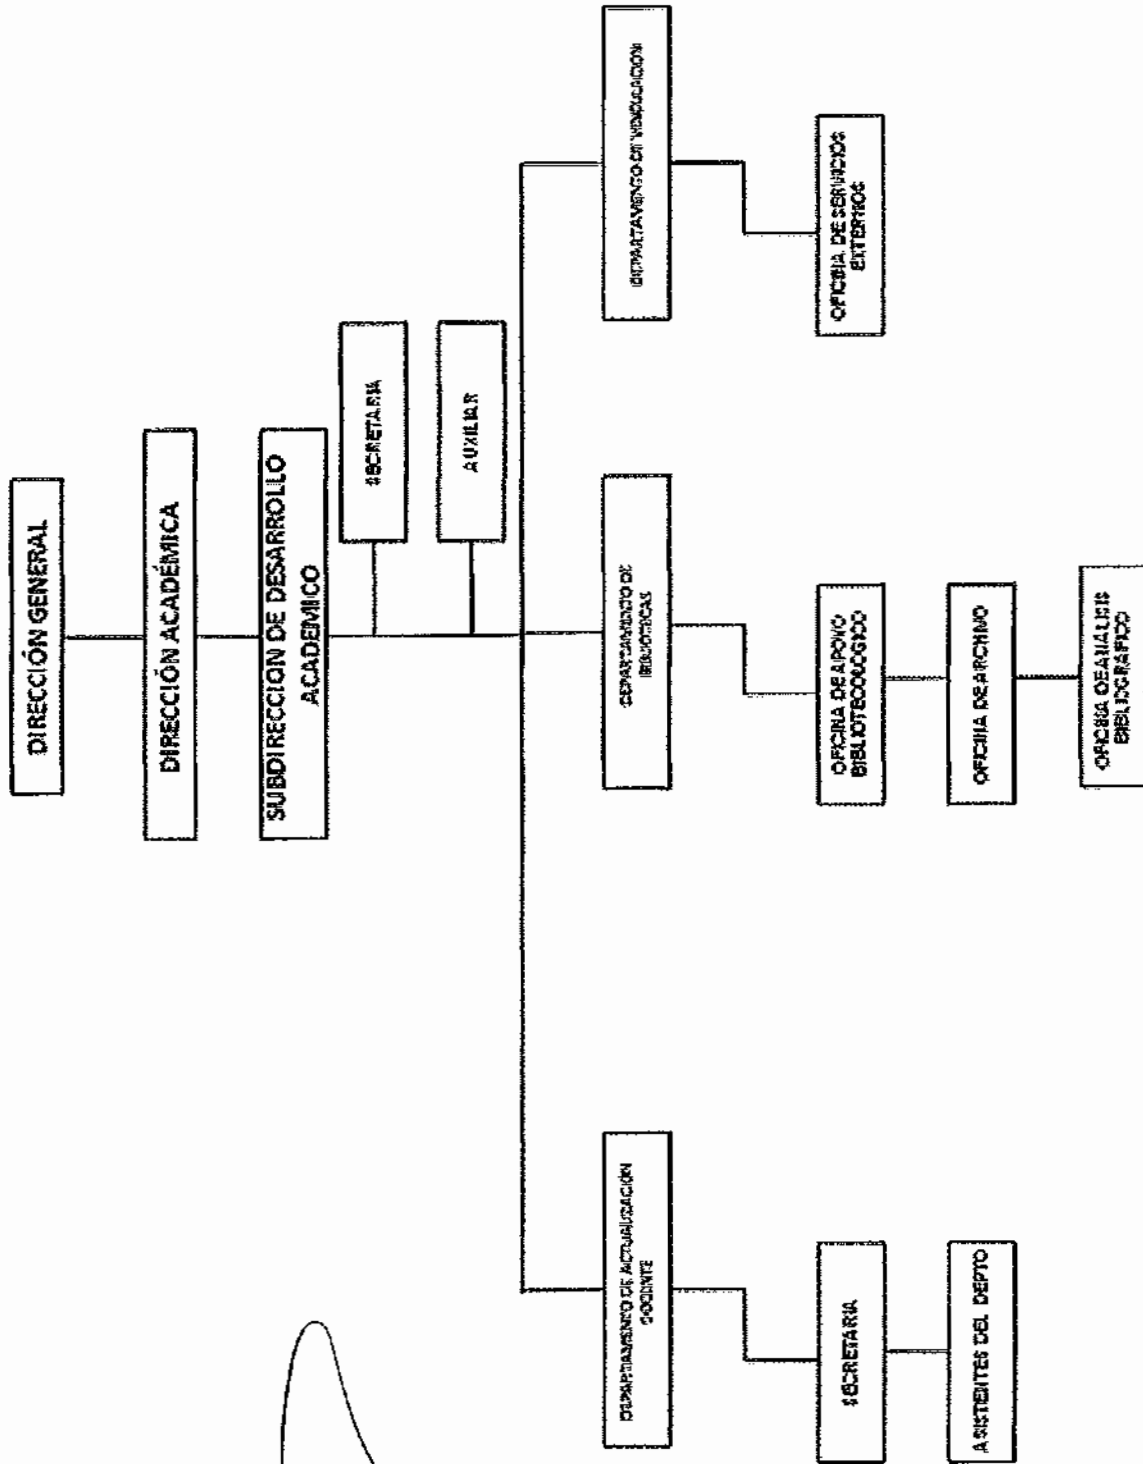 DIRECCIÓN GENERAL
DIRECCIÓN ACADÉMICA
SUBDIRECCION DE DESARROLLO
ACADEMICO
SECRETARIA
AUXILIAR
DEPARTAMENTO DE ACTUALIZACIÓN
DOCENTE
DEPARTAMENTO DE
BIBLIOTECAS
DEPARTAMENTO DE VINCULACION
SECRETARIA
ASISTENTES DEL DEPTO
OFICINA DE APOYO
BIBLIOTECOLOGICO
OFICINA DE ARCHIVO
OFICINA DE ANALISIS
BIBLIOGRAFICO
OFICINA DE SERVICIOS
EXTERNOS